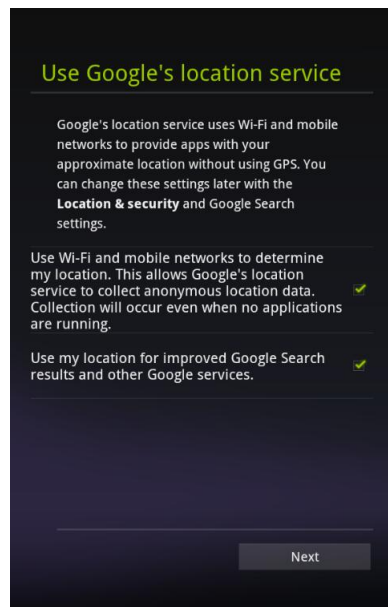 Use Google's location service
Google's location service uses Wi-Fi and mobile
networks to provide apps with your
approximate location without using GPS. You
can change these settings later with the
Location & security and Google Search
settings.
Use Wi-Fi and mobile networks to determine
my location. This allows Google's location
service to collect anonymous location data.
Collection will occur even when no applications
are running.
Use my location for improved Google Search
results and other Google services.
Next